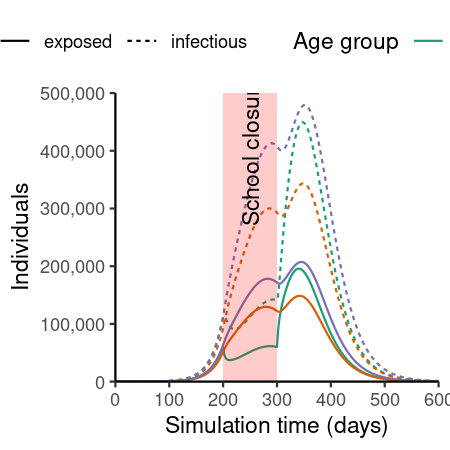 exposed infectious Age group
500,000
400,000
300,000
200,000
100,000
0
Individuals
School closur
0 100 200 300 400 500 600
Simulation time (days)